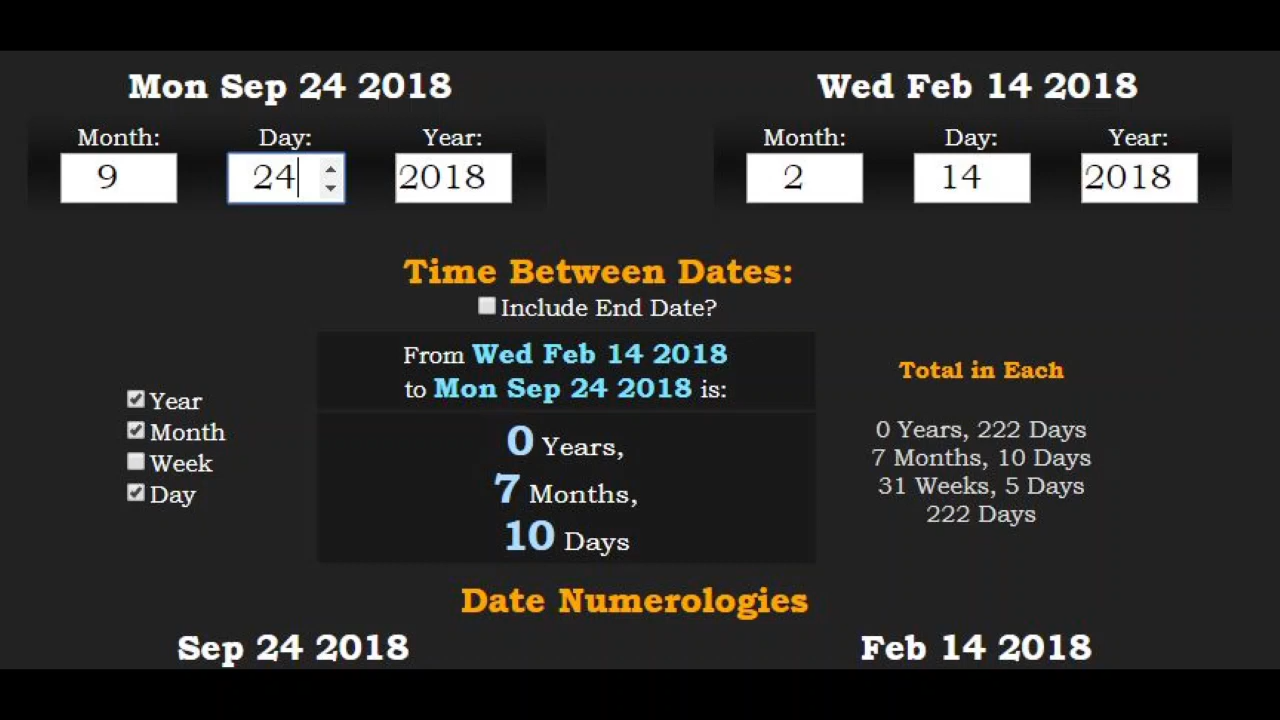 Mon Sep 24 2018
Wed Feb 14 2018
Month: Day: Year:
9 24 2018
Month: Day: Year:
2 14 2018
Time Between Dates:
Include End Date?
From Wed Feb 14 2018
to Mon Sep 24 2018 is:
0 Years,
7 Months,
10 Days
Year
Month
Week
Day
Total in Each
0 Years, 222 Days
7 Months, 10 Days
31 Weeks, 5 Days
222 Days
Date Numerologies
Sep 24 2018
Feb 14 2018